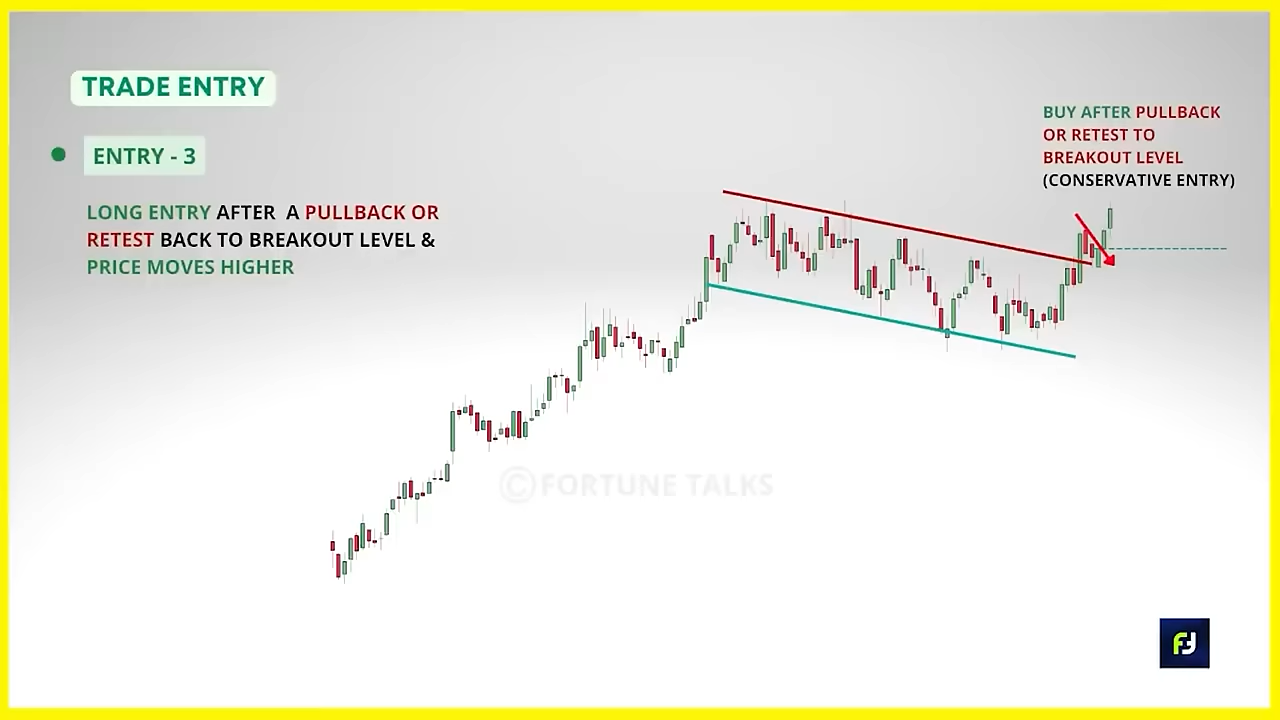 TRADE ENTRY
ENTRY - 3
LONG ENTRY AFTER A PULLBACK OR
RETEST BACK TO BREAKOUT LEVEL &
PRICE MOVES HIGHER
BUY AFTER PULLBACK
OR RETEST TO
BREAKOUT LEVEL
(CONSERVATIVE ENTRY)
©FORTUNE TALKS